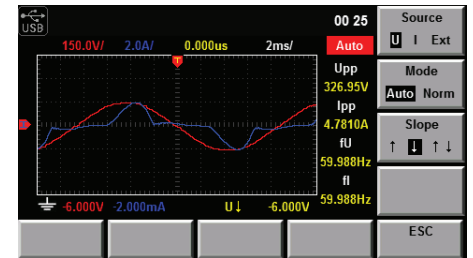 USB
00 25
150.0V/ 2.0A/ 0.000us 2ms/ Auto
T
Upp
326.95V
Ipp
4.7810A
fU
59.988Hz
fI
59.988Hz
-6.000V -2.000mA U↓ -6.000V
Source
U I Ext
Mode
Auto Norm
Slope
↑ ↓ ↑↓
ESC